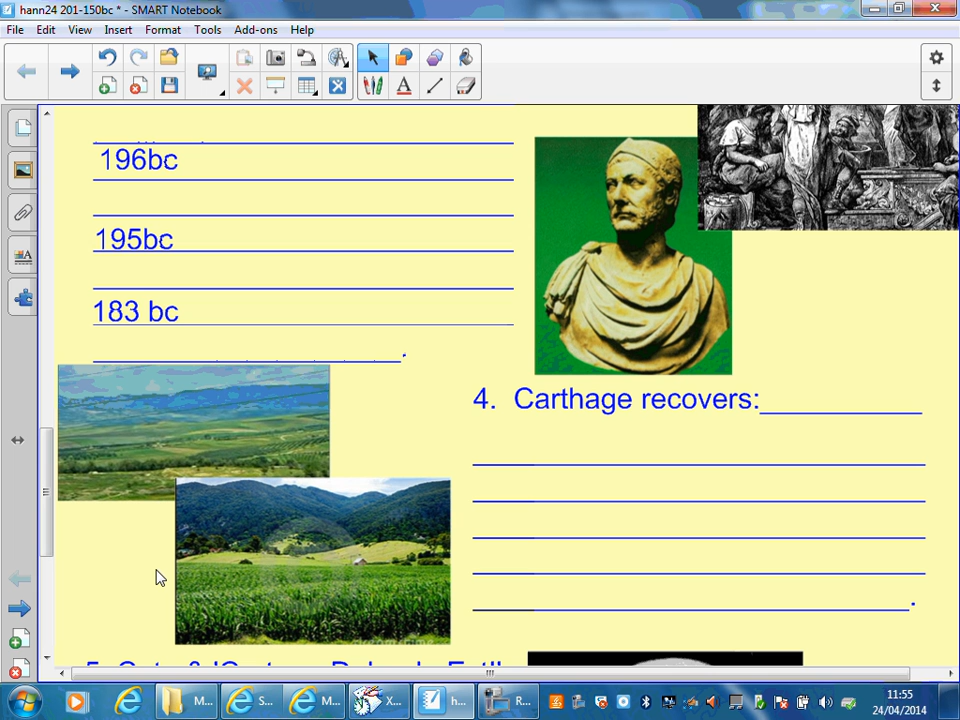 hann24 201-150bc * - SMART Notebook
File Edit View Insert Format Tools Add-ons Help
196bc
195bc
183 bc
4. Carthage recovers:
M... S... M... X... h... R...
11:55
24/04/2014